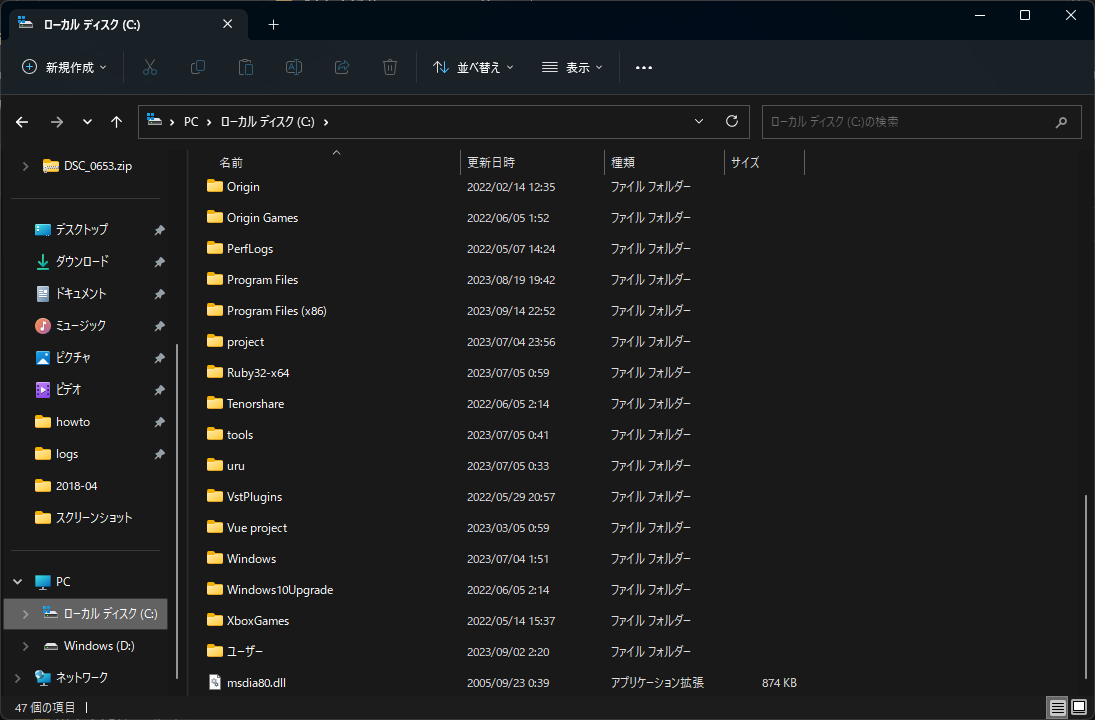 ローカル ディスク (C:)
新規作成 並べ替え 表示
PC ローカル ディスク (C:) ローカル ディスク (C:)の検索
DSC_0653.zip
デスクトップ
ダウンロード
ドキュメント
ミュージック
ピクチャ
ビデオ
howto
logs
2018-04
スクリーンショット
PC
ローカル ディスク (C:)
Windows (D:)
ネットワーク
名前 更新日時 種類 サイズ
Origin 2022/02/14 12:35 ファイル フォルダー
Origin Games 2022/06/05 1:52 ファイル フォルダー
PerfLogs 2022/05/07 14:24 ファイル フォルダー
Program Files 2023/08/19 19:42 ファイル フォルダー
Program Files (x86) 2023/09/14 22:52 ファイル フォルダー
project 2023/07/04 23:56 ファイル フォルダー
Ruby32-x64 2023/07/05 0:59 ファイル フォルダー
Tenorshare 2022/06/05 2:14 ファイル フォルダー
tools 2023/07/05 0:41 ファイル フォルダー
uru 2023/07/05 0:33 ファイル フォルダー
VstPlugins 2022/05/29 20:57 ファイル フォルダー
Vue project 2023/03/05 0:59 ファイル フォルダー
Windows 2023/07/04 1:51 ファイル フォルダー
Windows10Upgrade 2022/06/05 2:14 ファイル フォルダー
XboxGames 2022/05/14 15:37 ファイル フォルダー
ユーザー 2023/09/02 2:20 ファイル フォルダー
msdia80.dll 2005/09/23 0:39 アプリケーション拡張 874 KB
47 個の項目